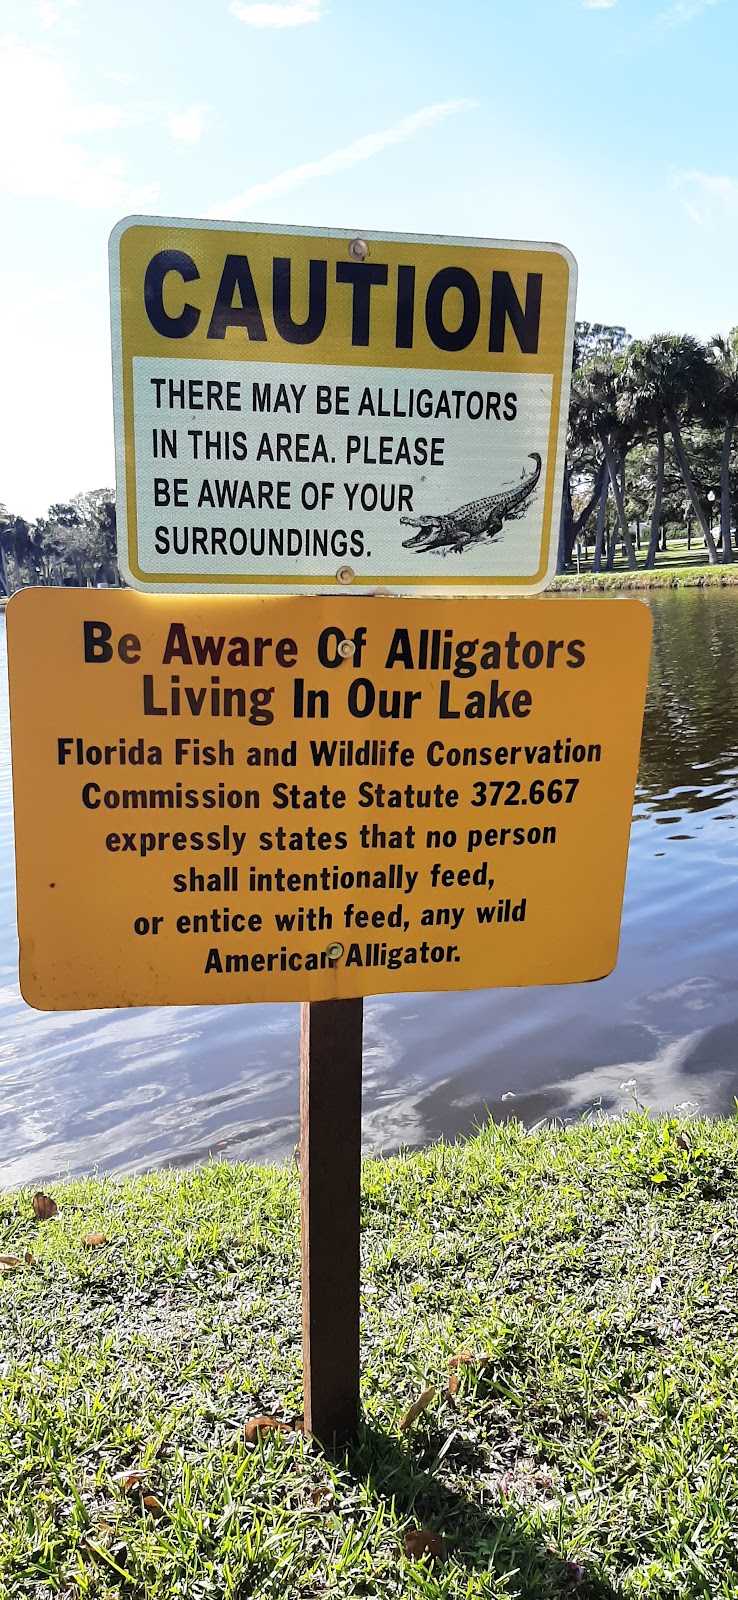 CAUTION
THERE MAY BE ALLIGATORS
IN THIS AREA. PLEASE
BE AWARE OF YOUR
SURROUNDINGS.
Be Aware Of Alligators
Living In Our Lake
Florida Fish and Wildlife Conservation
Commission State Statute 372.667
expressly states that no person
shall intentionally feed,
or entice with feed, any wild
American Alligator.